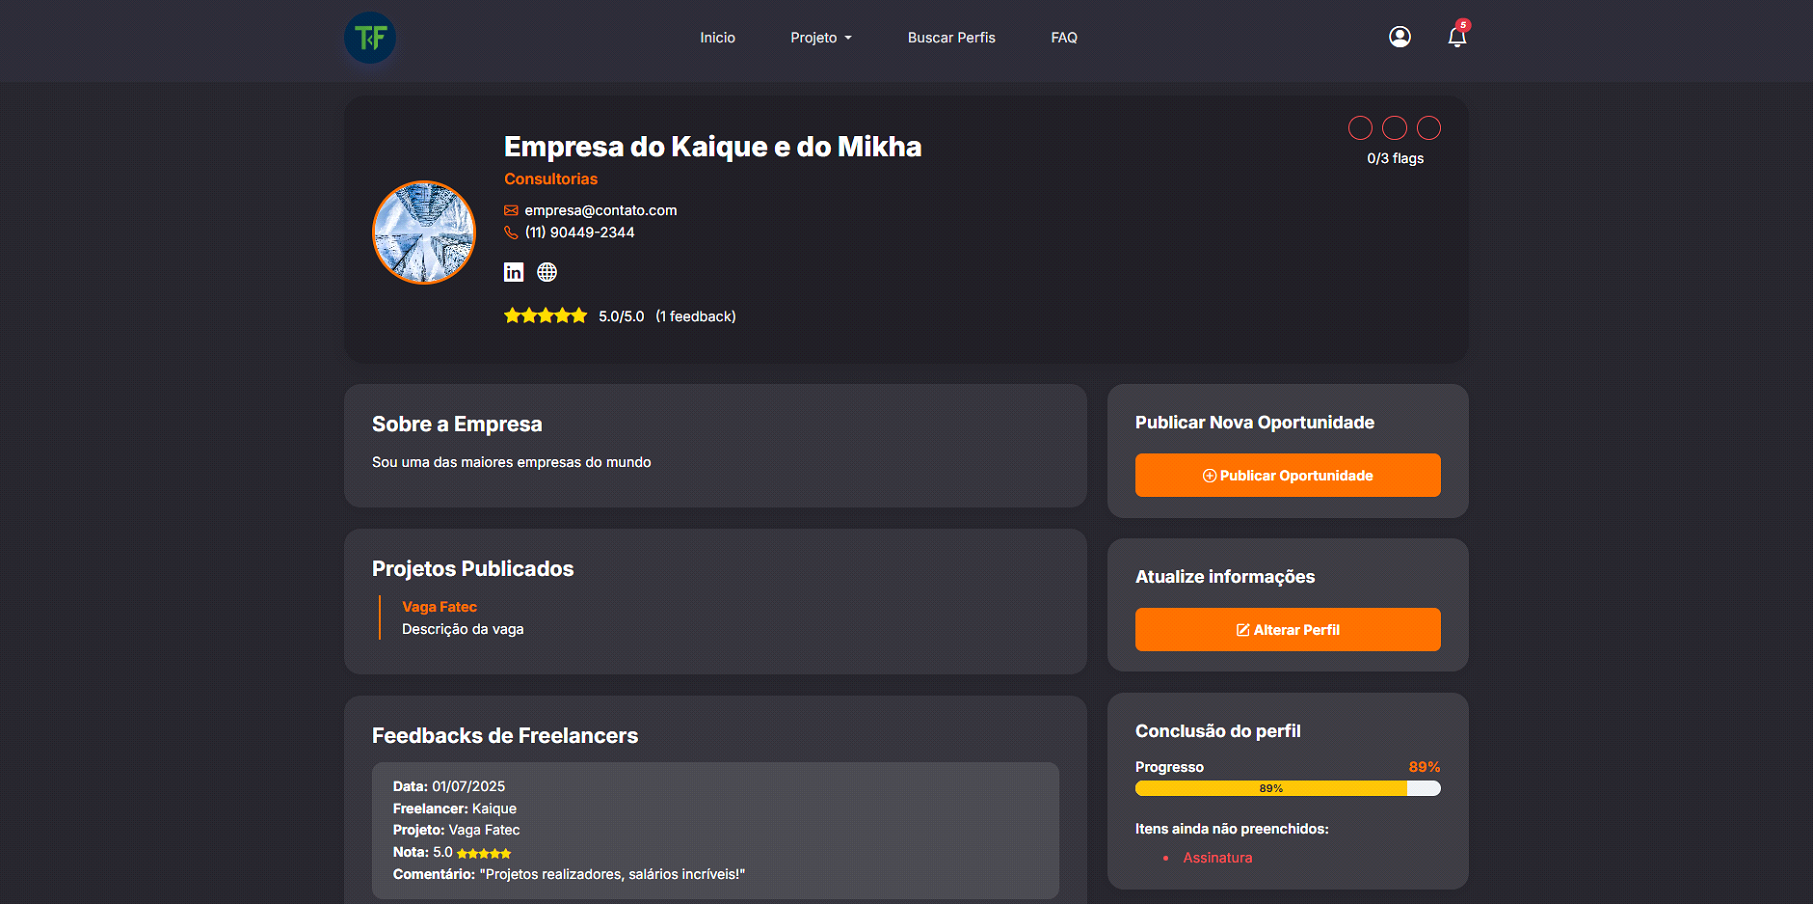 TF
Inicio
Projeto
Buscar Perfis
FAQ
5
Empresa do Kaique e do Mikha
Consultorias
empresa@contato.com
(11) 90449-2344
in
5.0/5.0 (1 feedback)
0/3 flags
Sobre a Empresa
Sou uma das maiores empresas do mundo
Projetos Publicados
Vaga Fatec
Descrição da vaga
Feedbacks de Freelancers
Data: 01/07/2025
Freelancer: Kaique
Projeto: Vaga Fatec
Nota: 5.0
Comentário: "Projetos realizadores, salários incríveis!"
Publicar Nova Oportunidade
Publicar Oportunidade
Atualize informações
Alterar Perfil
Conclusão do perfil
Progresso 89%
89%
Itens ainda não preenchidos:
• Assinatura